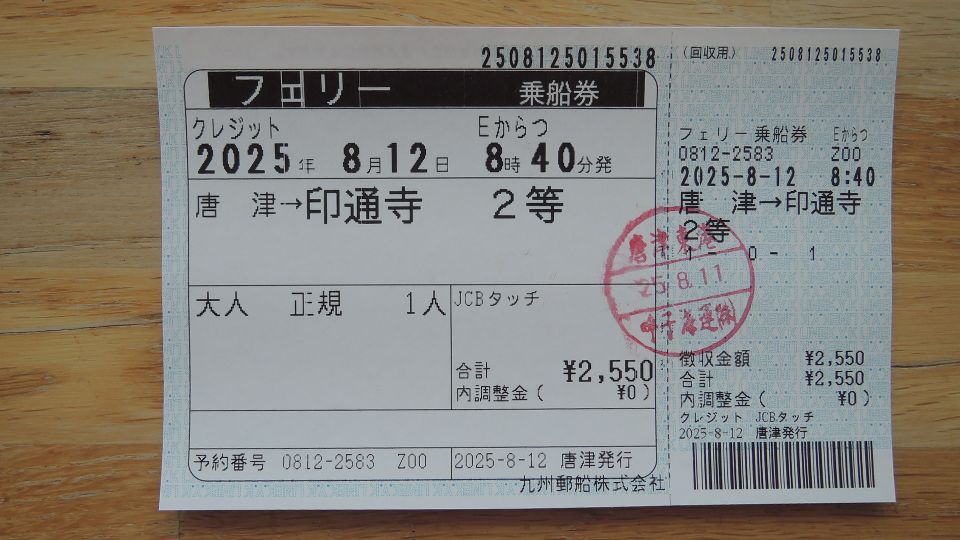 2508125015538
フェリー 乗船券
クレジット Eからつ
2025年 8月12日 8時40分発
唐 津→印通寺 2等
大人 正規 1人
JCBタッチ
合計 ¥2,550
内調整金( ¥0)
予約番号 0812-2583 Z00
2025-8-12 唐津発行
九州郵船株式会社
(回収用) 2508125015538
フェリー乗船券 Eからつ
0812-2583 Z00
2025-8-12 8:40
唐 津→印通寺
2等
1- 0- 1
徴収金額 ¥2,550
合計 ¥2,550
内調整金( ¥0)
クレジット JCBタッチ
2025-8-12 唐津発行
唐津東港
25.8.11